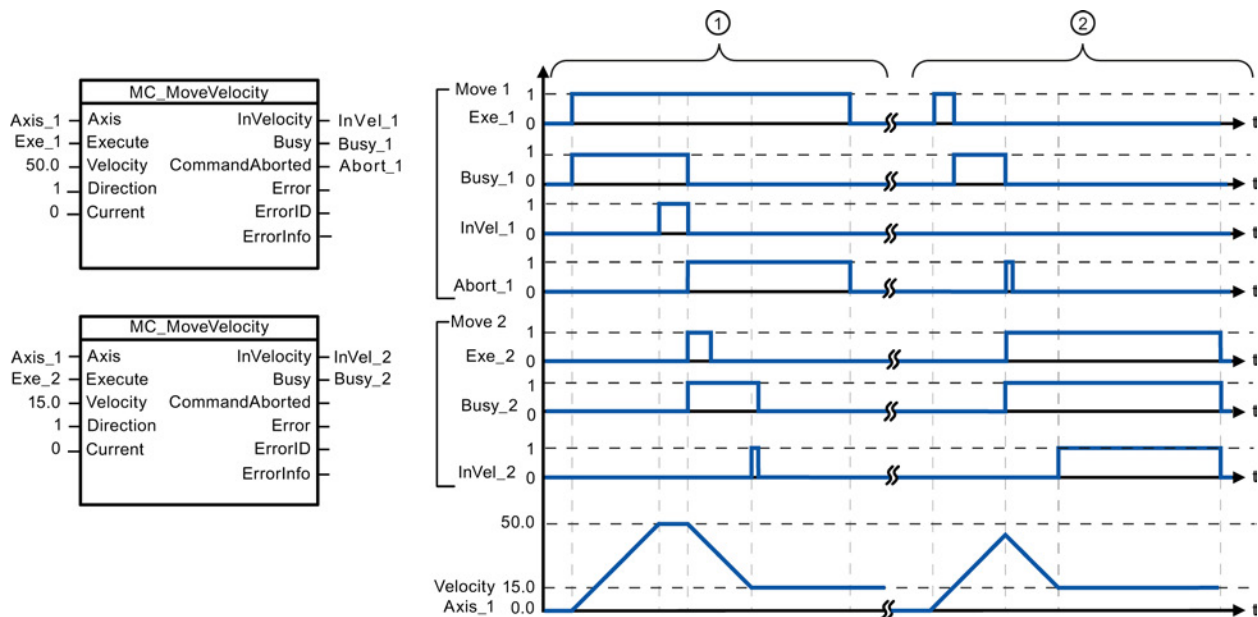 ① ②
MC_MoveVelocity
Axis_1 Axis InVelocity InVel_1
Exe_1 Execute Busy Busy_1
50.0 Velocity CommandAborted Abort_1
1 Direction Error
0 Current ErrorID
ErrorInfo
MC_MoveVelocity
Axis_1 Axis InVelocity InVel_2
Exe_2 Execute Busy Busy_2
15.0 Velocity CommandAborted
1 Direction Error
0 Current ErrorID
ErrorInfo
Move 1
1
Exe_1 0 t
1
Busy_1 0 t
1
InVel_1 0 t
1
Abort_1 0 t
Move 2
1
Exe_2 0 t
1
Busy_2 0 t
1
InVel_2 0 t
50.0
Velocity 15.0
Axis_1 0.0 t